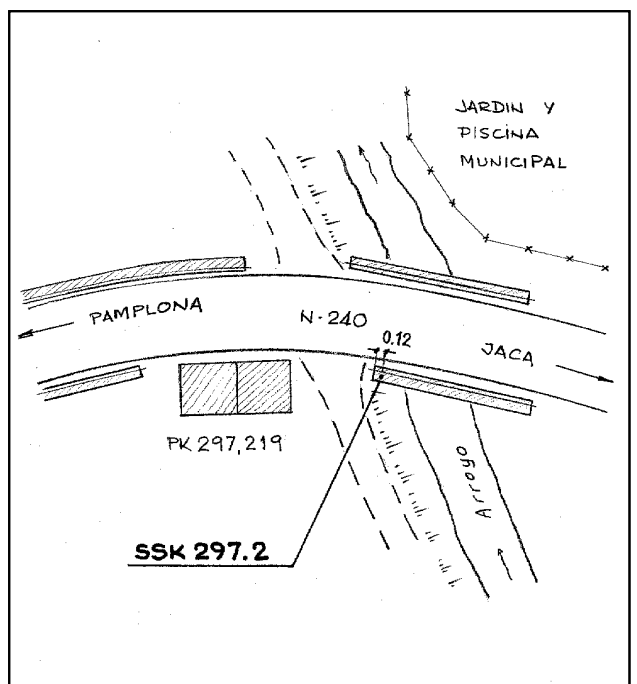 JARDIN Y
PISCINA
MUNICIPAL
PAMPLONA
N-240
0.12
JACA
PK 297,219
Arroyo
SSK 297.2